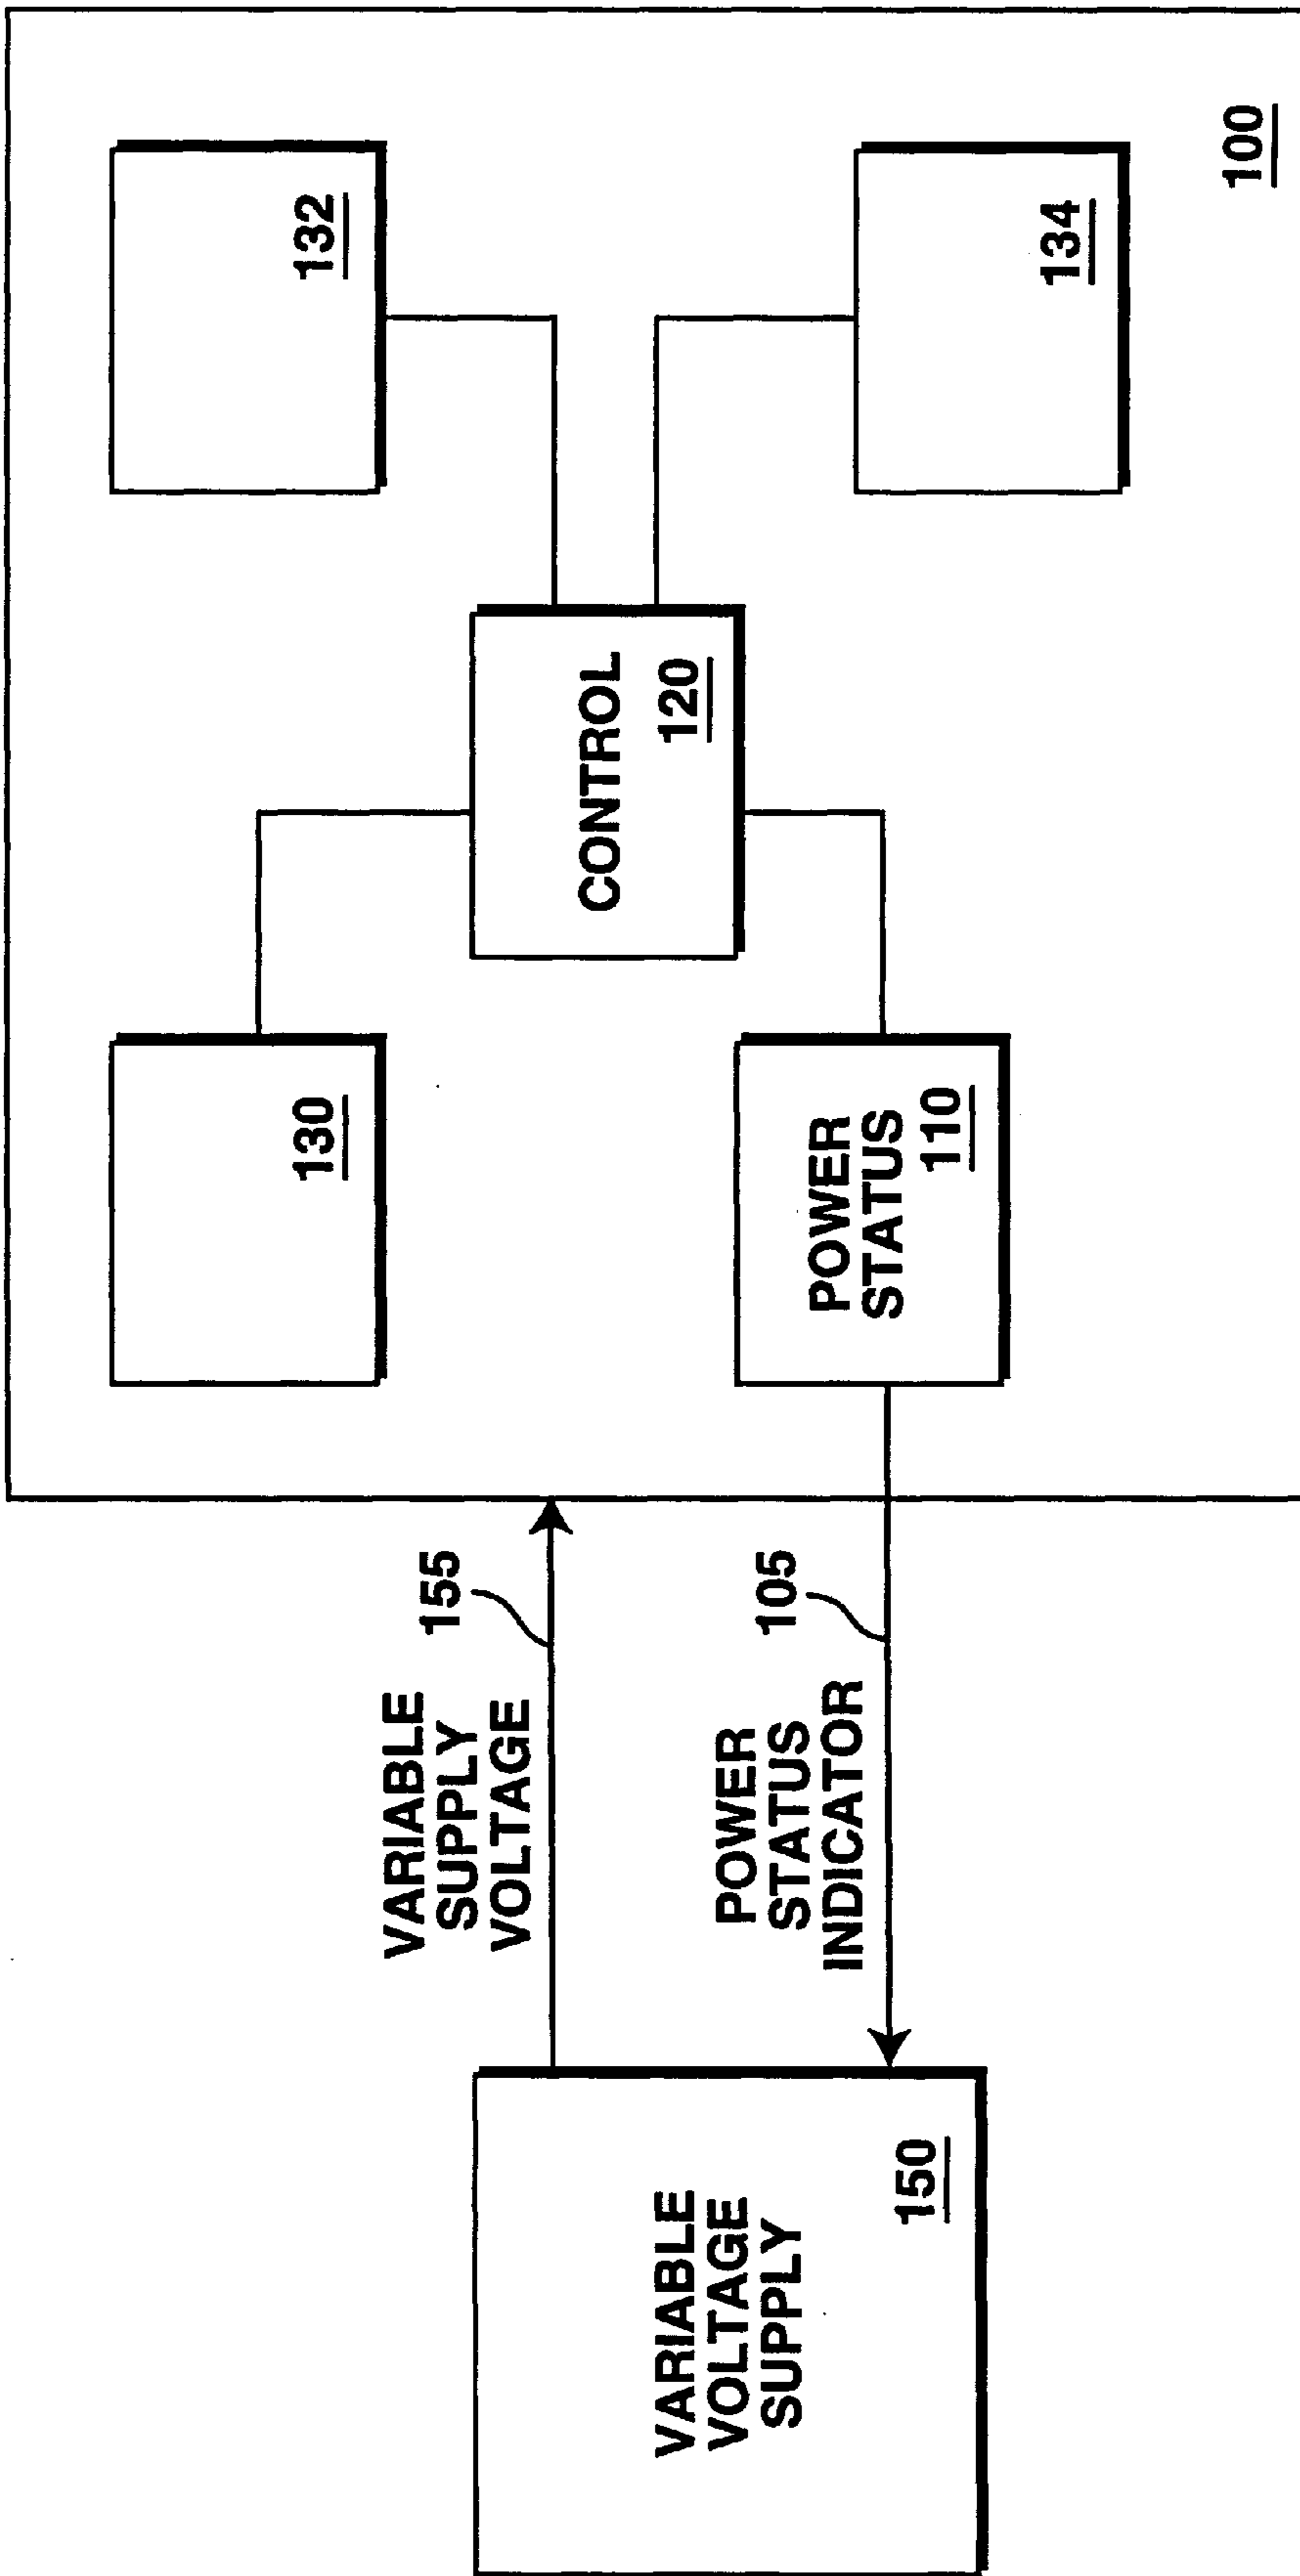 VARIABLE
VOLTAGE
SUPPLY
150
VARIABLE
SUPPLY
VOLTAGE
155
POWER
STATUS
INDICATOR
105
130
132
CONTROL
120
POWER
STATUS
110
134
100